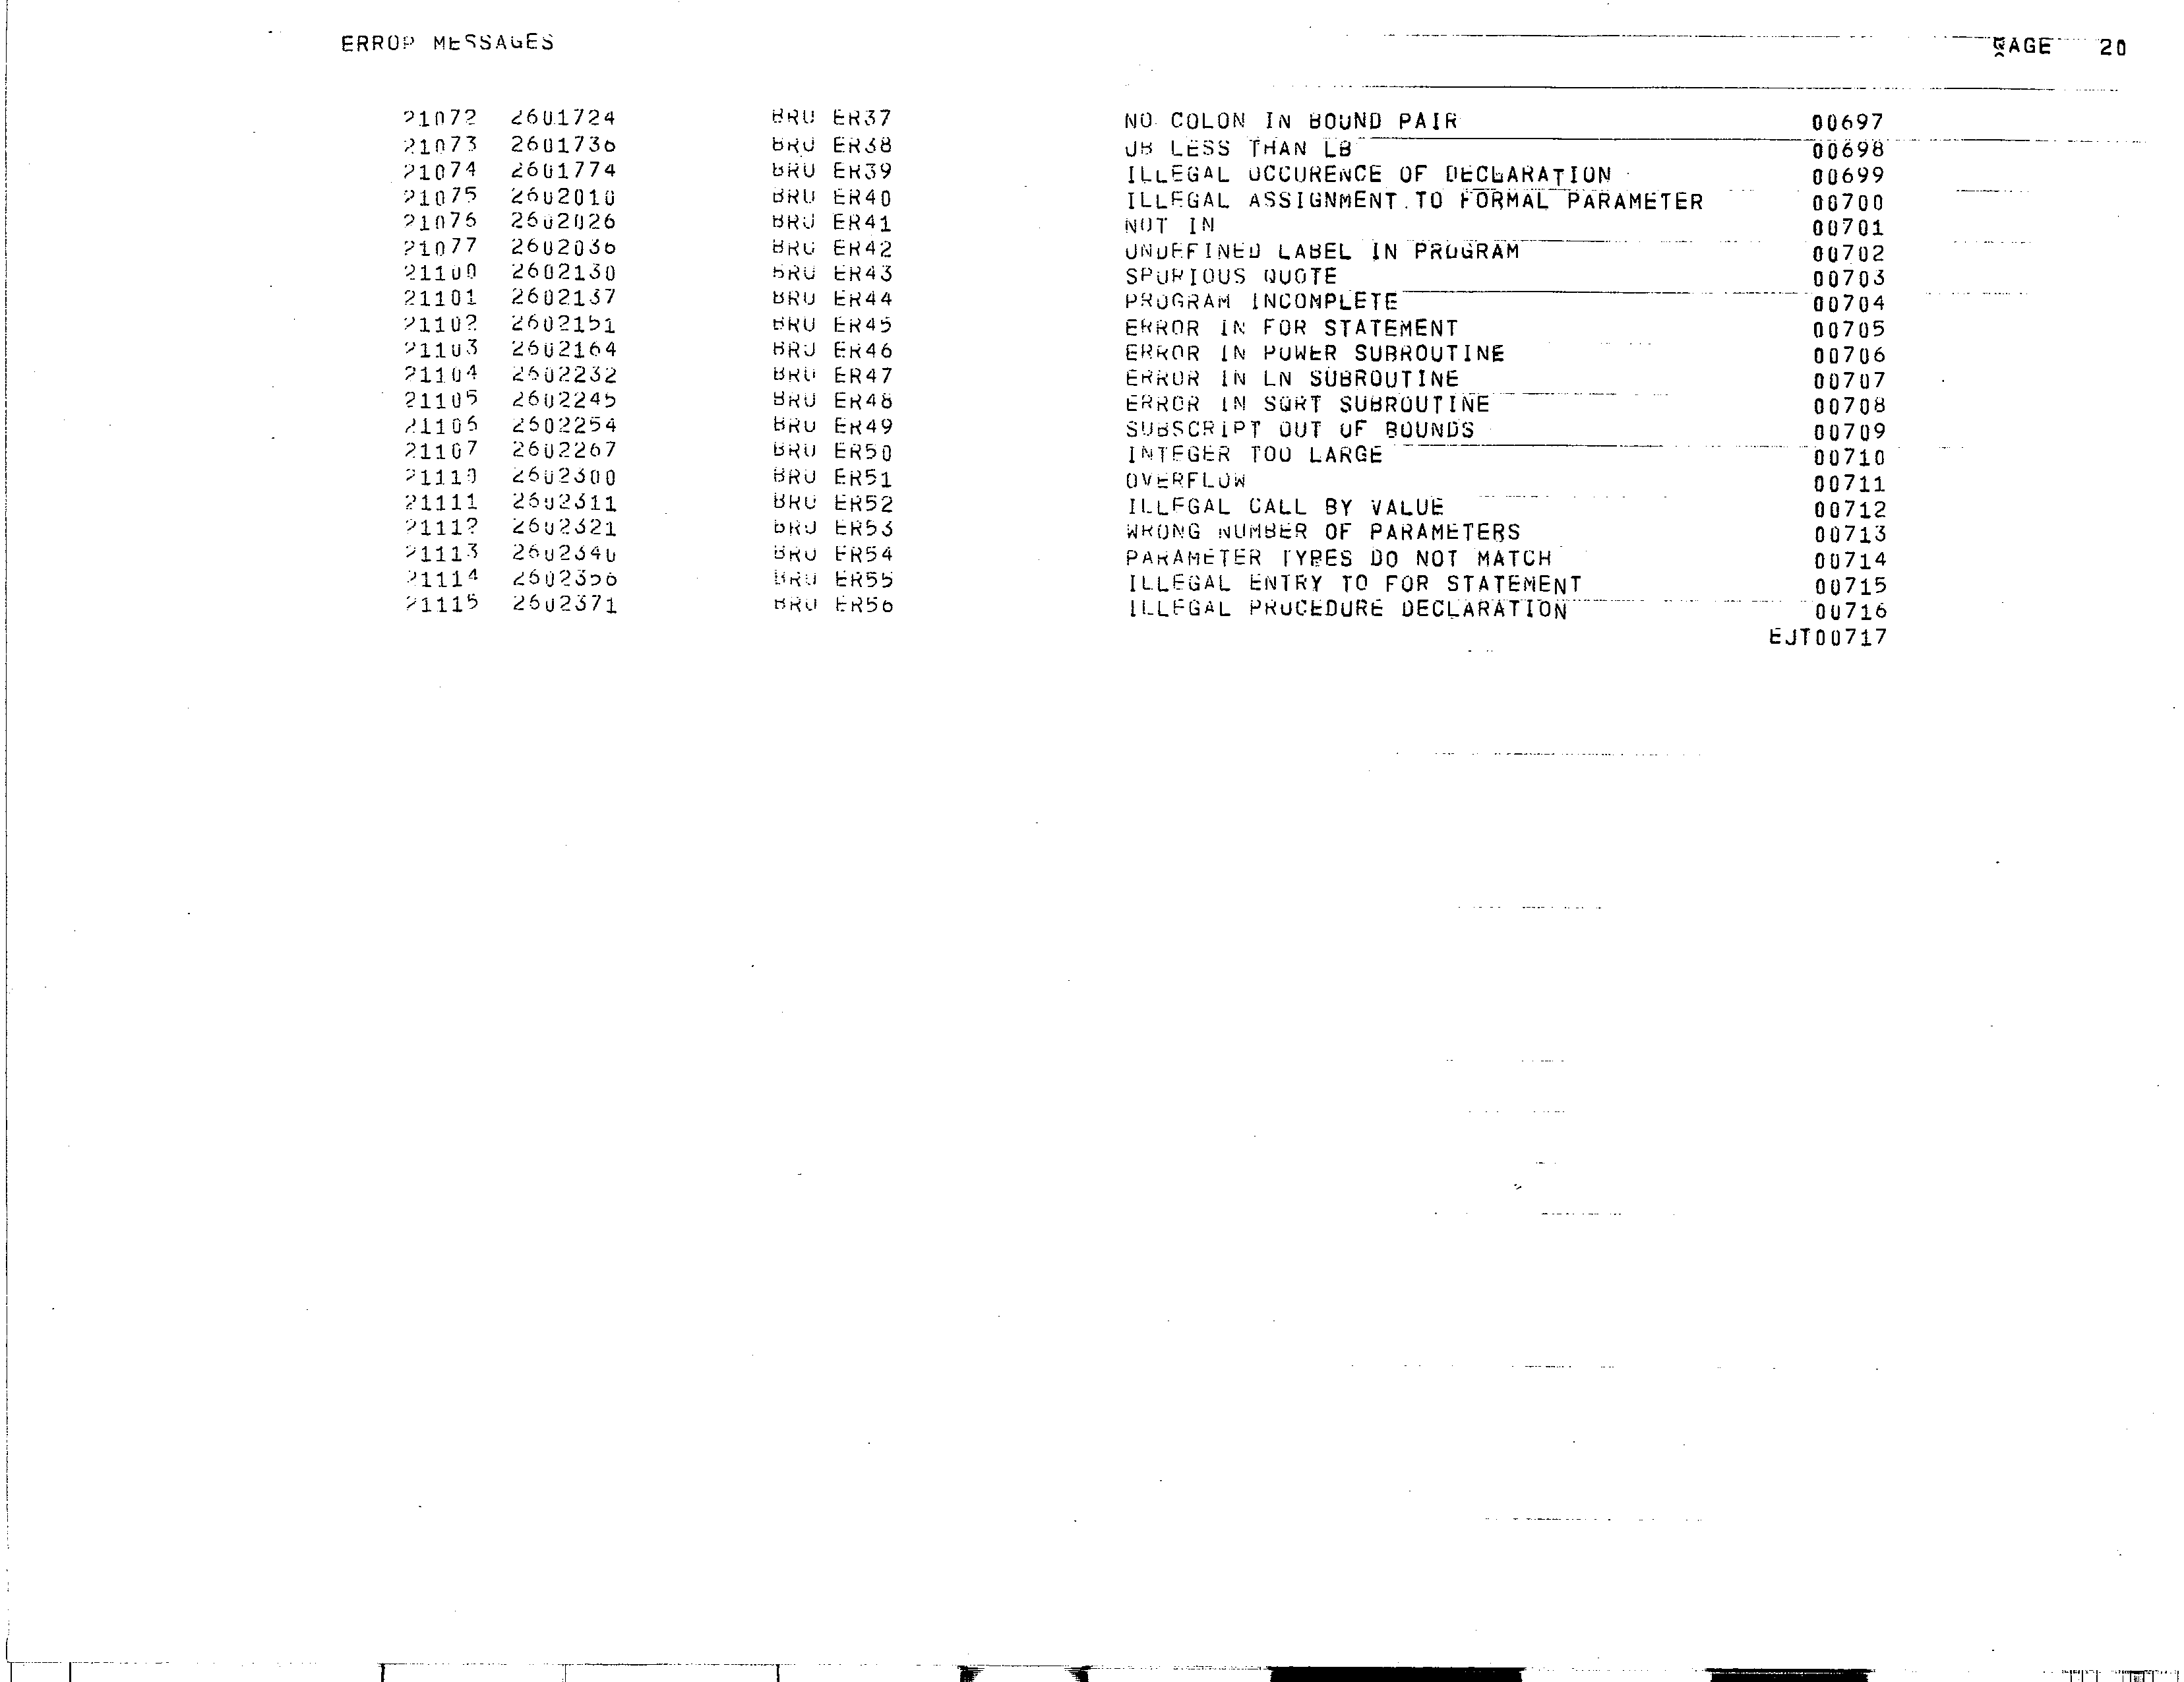 ERROR MESSAGES PAGE 20
21072 2601724 BRU ER37 NO COLON IN BOUND PAIR 00697
21073 2601736 BRU ER38 UB LESS THAN LB 00698
21074 2601774 BRU ER39 ILLEGAL OCCURENCE OF DECLARATION 00699
21075 2602010 BRU ER40 ILLEGAL ASSIGNMENT TO FORMAL PARAMETER 00700
21076 2602026 BRU ER41 NOT IN 00701
21077 2602036 BRU ER42 UNDEFINED LABEL IN PROGRAM 00702
21100 2602130 BRU ER43 SPURIOUS QUOTE 00703
21101 2602137 BRU ER44 PROGRAM INCOMPLETE 00704
21102 2602151 BRU ER45 ERROR IN FOR STATEMENT 00705
21103 2602164 BRU ER46 ERROR IN POWER SUBROUTINE 00706
21104 2602232 BRU ER47 ERROR IN LN SUBROUTINE 00707
21105 2602245 BRU ER48 ERROR IN SQRT SUBROUTINE 00708
21106 2602254 BRU ER49 SUBSCRIPT OUT OF BOUNDS 00709
21107 2602267 BRU ER50 INTEGER TOO LARGE 00710
21110 2602300 BRU ER51 OVERFLOW 00711
21111 2602311 BRU ER52 ILLEGAL CALL BY VALUE 00712
21112 2602321 BRU ER53 WRONG NUMBER OF PARAMETERS 00713
21113 2602340 BRU ER54 PARAMETER TYPES DO NOT MATCH 00714
21114 2602356 BRU ER55 ILLEGAL ENTRY TO FOR STATEMENT 00715
21115 2602371 BRU ER56 ILLEGAL PROCEDURE DECLARATION 00716
EJT00717